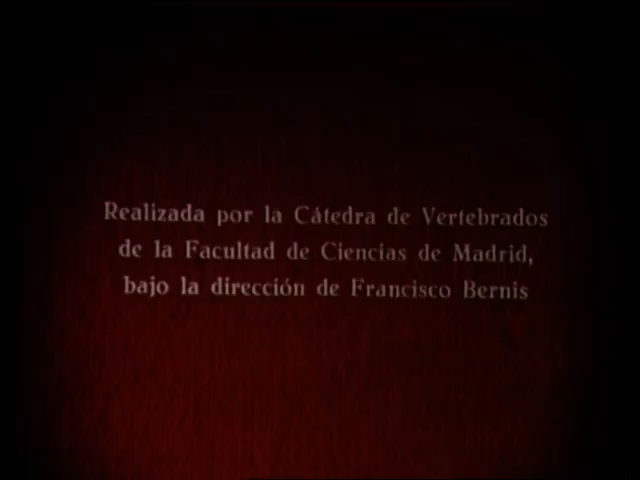 Realizada por la Cátedra de Vertebrados
de la Facultad de Ciencias de Madrid,
bajo la dirección de Francisco Bernis